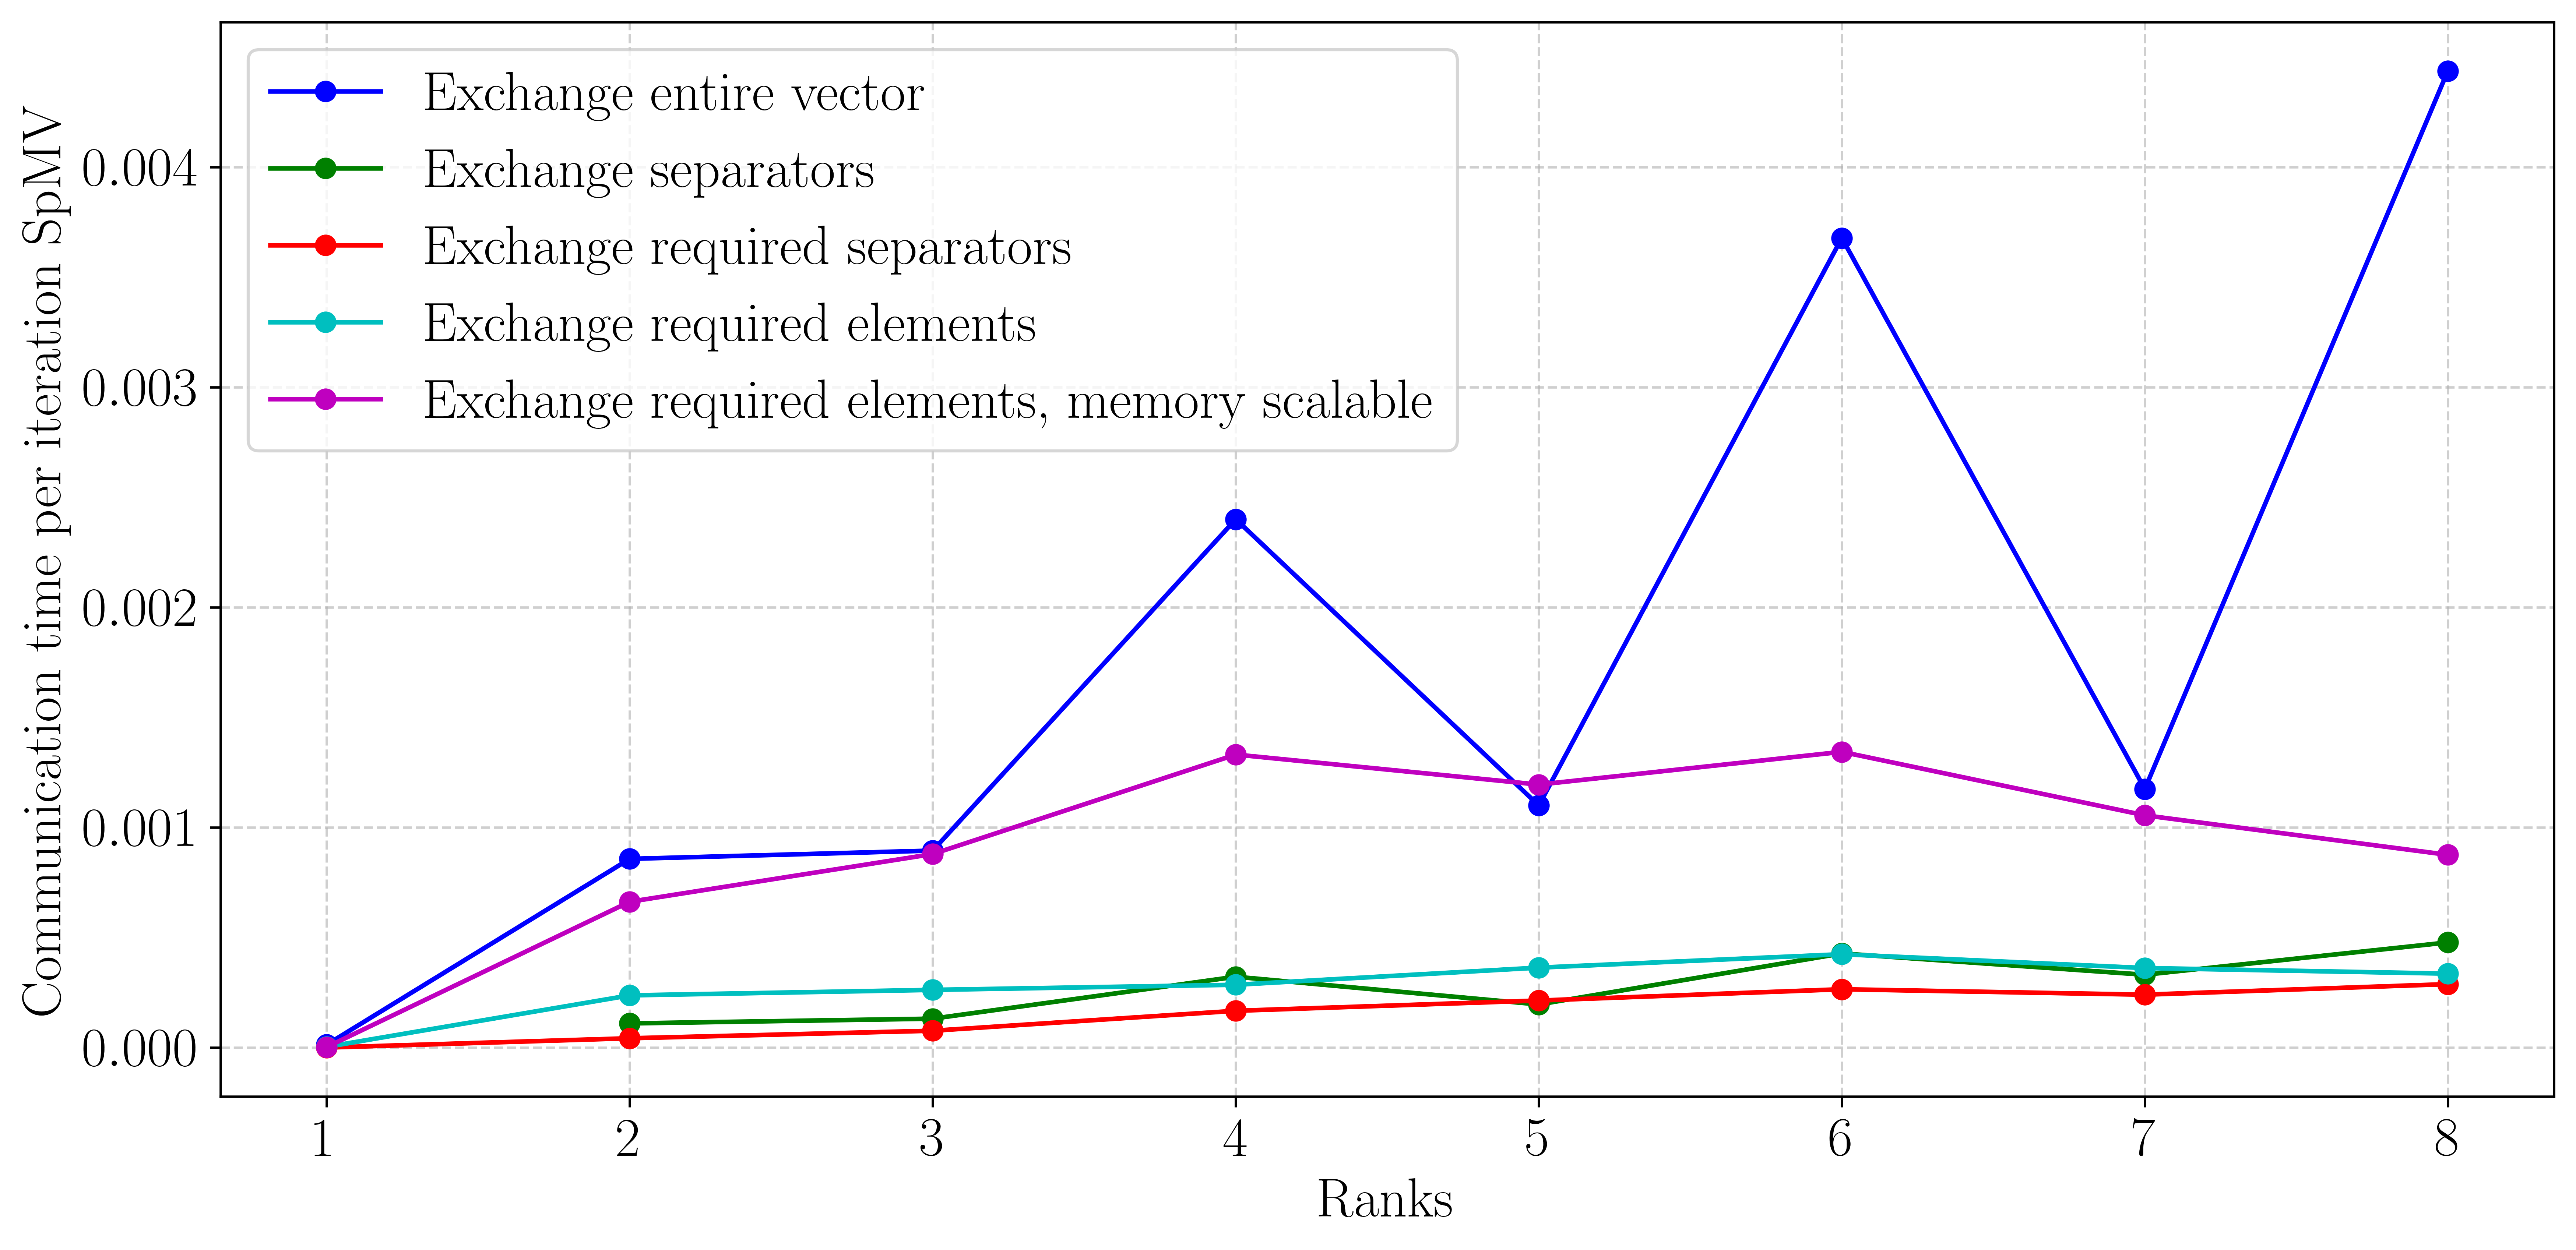 Communication time per iteration SpMV
0.004
0.003
0.002
0.001
0.000
Exchange entire vector
Exchange separators
Exchange required separators
Exchange required elements
Exchange required elements, memory scalable
1 2 3 4 5 6 7 8
Ranks